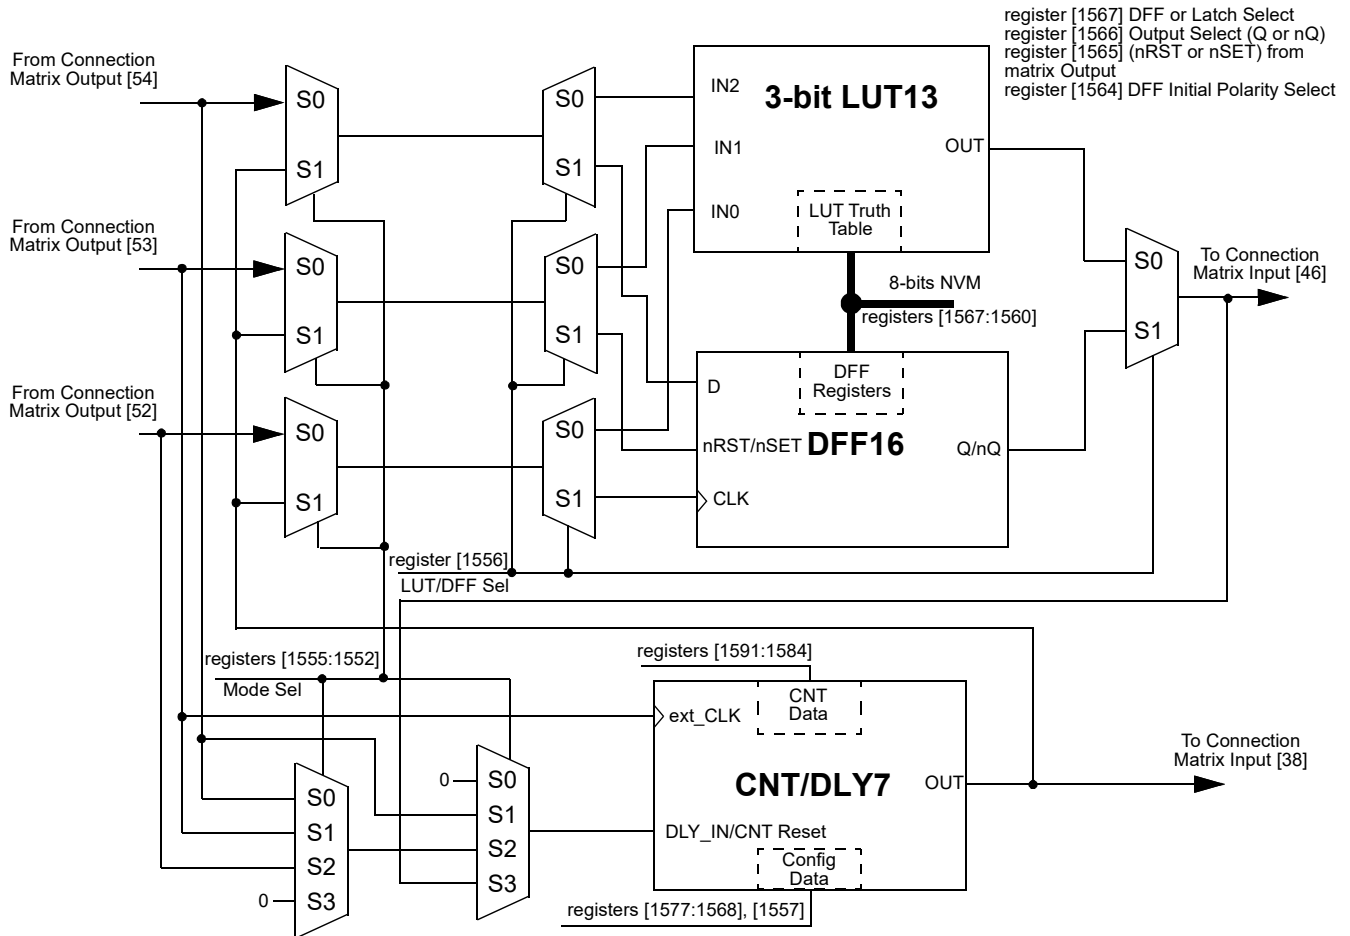 register [1567] DFF or Latch Select
register [1566] Output Select (Q or nQ)
register [1565] (nRST or nSET) from
matrix Output
register [1564] DFF Initial Polarity Select
From Connection
Matrix Output [54]
S0
S1
S0
S1
IN2
3-bit LUT13
IN1
OUT
IN0
LUT Truth
Table
From Connection
Matrix Output [53]
S0
S1
S0
S1
8-bits NVM
registers [1567:1560]
S0
S1
To Connection
Matrix Input [46]
From Connection
Matrix Output [52]
S0
S1
S0
S1
D
DFF
Registers
nRST/nSET
DFF16
Q/nQ
CLK
register [1556]
LUT/DFF Sel
registers [1555:1552]
Mode Sel
registers [1591:1584]
CNT
Data
ext_CLK
CNT/DLY7
OUT
To Connection
Matrix Input [38]
DLY_IN/CNT Reset
Config
Data
0
S0
S1
S2
S3
S0
S1
S2
0
S3
registers [1577:1568], [1557]